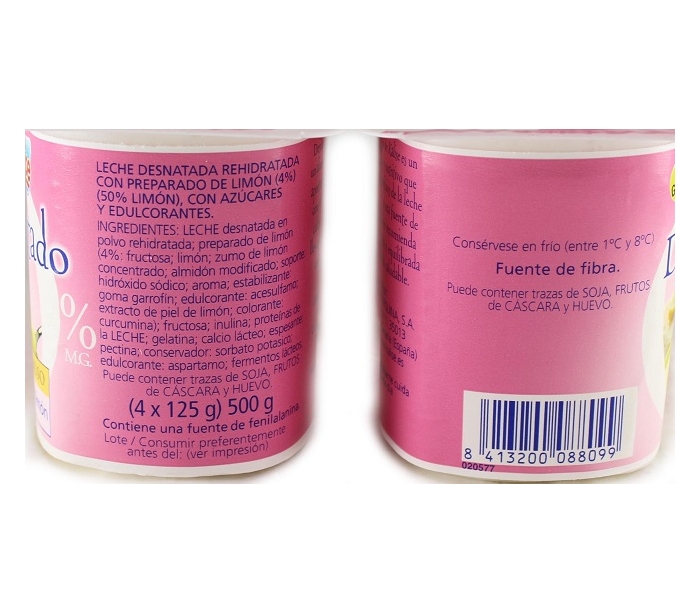 LECHE DESNATADA REHIDRATADA
CON PREPARADO DE LIMÓN (4%)
(50% LIMÓN), CON AZÚCARES
Y EDULCORANTES.
INGREDIENTES: LECHE desnatada en
polvo rehidratada; preparado de limón
(4%: fructosa; limón; zumo de limón
concentrado; almidón modificado; soporte:
hidróxido sódico; aroma; estabilizante:
goma garrofín; edulcorante: acesulfamo;
extracto de piel de limón; colorante:
curcumina); fructosa; inulina; proteínas de
la LECHE; gelatina; calcio lácteo; espesante:
pectina; conservador: sorbato potásico;
edulcorante: aspartamo; fermentos lácteos.
Puede contener trazas de SOJA, FRUTOS
de CÁSCARA y HUEVO.
(4 x 125 g) 500 g
Contiene una fuente de fenilalanina
Lote / Consumir preferentemente
antes del: (ver impresión)
%
M.G.
Consérvese en frío (entre 1ºC y 8ºC)
Fuente de fibra.
Puede contener trazas de SOJA, FRUTOS
de CÁSCARA y HUEVO.
8 413200 088099
020577